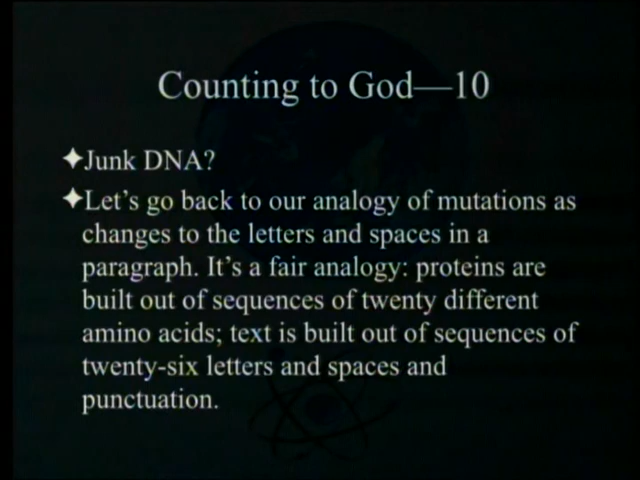 Counting to God—10
Junk DNA?
Let’s go back to our analogy of mutations as
changes to the letters and spaces in a
paragraph. It’s a fair analogy: proteins are
built out of sequences of twenty different
amino acids; text is built out of sequences of
twenty-six letters and spaces and
punctuation.